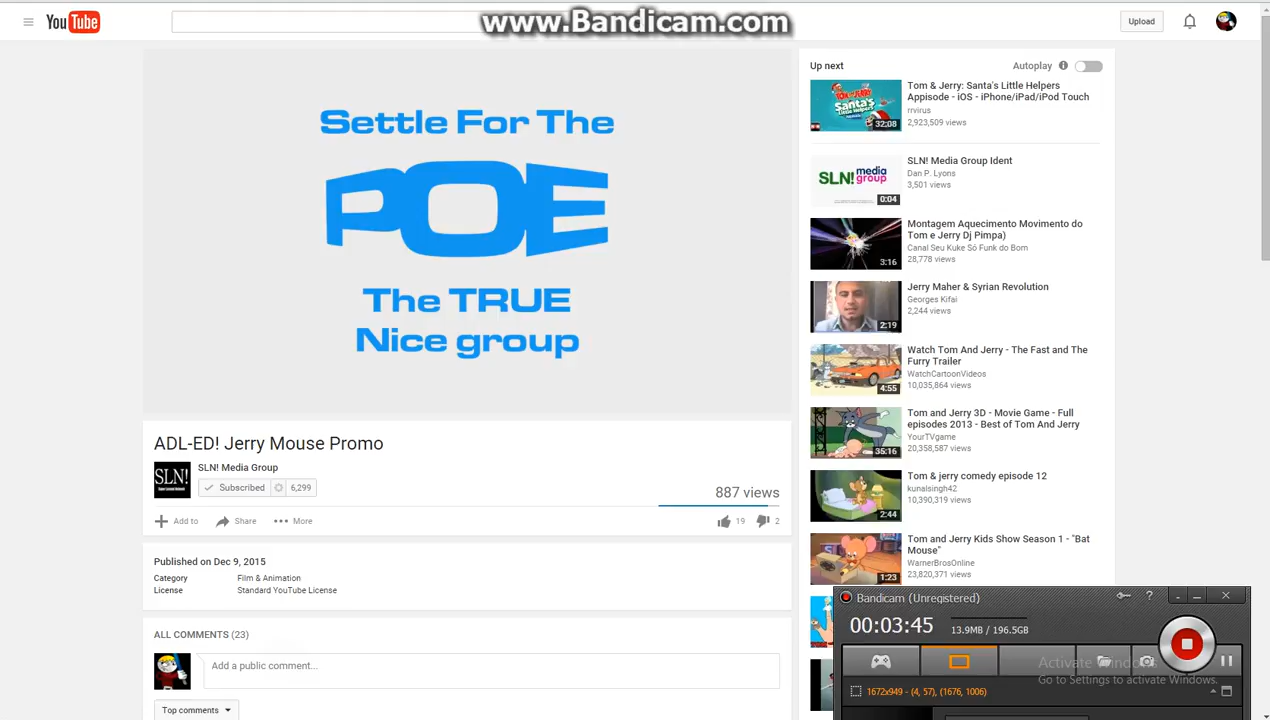 www.Bandicam.com
YouTube
Upload
Settle For The
POE
The TRUE
Nice group
ADL-ED! Jerry Mouse Promo
SLN!
SLN! Media Group
Subscribed 6,299
887 views
Add to Share More
19 2
Published on Dec 9, 2015
Category Film & Animation
License Standard YouTube License
ALL COMMENTS (23)
Add a public comment...
Top comments
Up next Autoplay
Tom & Jerry: Santa's Little Helpers
Appisode - iOS - iPhone/iPad/iPod Touch
rrvirus
2,923,509 views
32:08
SLN! Media Group Ident
Dan P. Lyons
3,501 views
SLN! media
group
0:04
Montagem Aquecimento Movimento do
Tom e Jerry Dj Pimpa)
Canal Seu Kuke Só Funk do Bom
28,778 views
3:16
Jerry Maher & Syrian Revolution
Georges Kifai
2,244 views
2:19
Watch Tom And Jerry - The Fast and The
Furry Trailer
WatchCartoonVideos
10,035,864 views
4:55
Tom and Jerry 3D - Movie Game - Full
episodes 2013 - Best of Tom And Jerry
YourTVgame
20,358,587 views
35:16
Tom & jerry comedy episode 12
kunalsingh42
10,390,319 views
2:44
Tom and Jerry Kids Show Season 1 - "Bat
Mouse"
WarnerBrosOnline
23,820,371 views
1:23
Bandicam (Unregistered)
00:03:45
13.9MB / 196.5GB
Activate Windows
Go to Settings to activate Windows.
1672x949 - (4, 57), (1676, 1006)